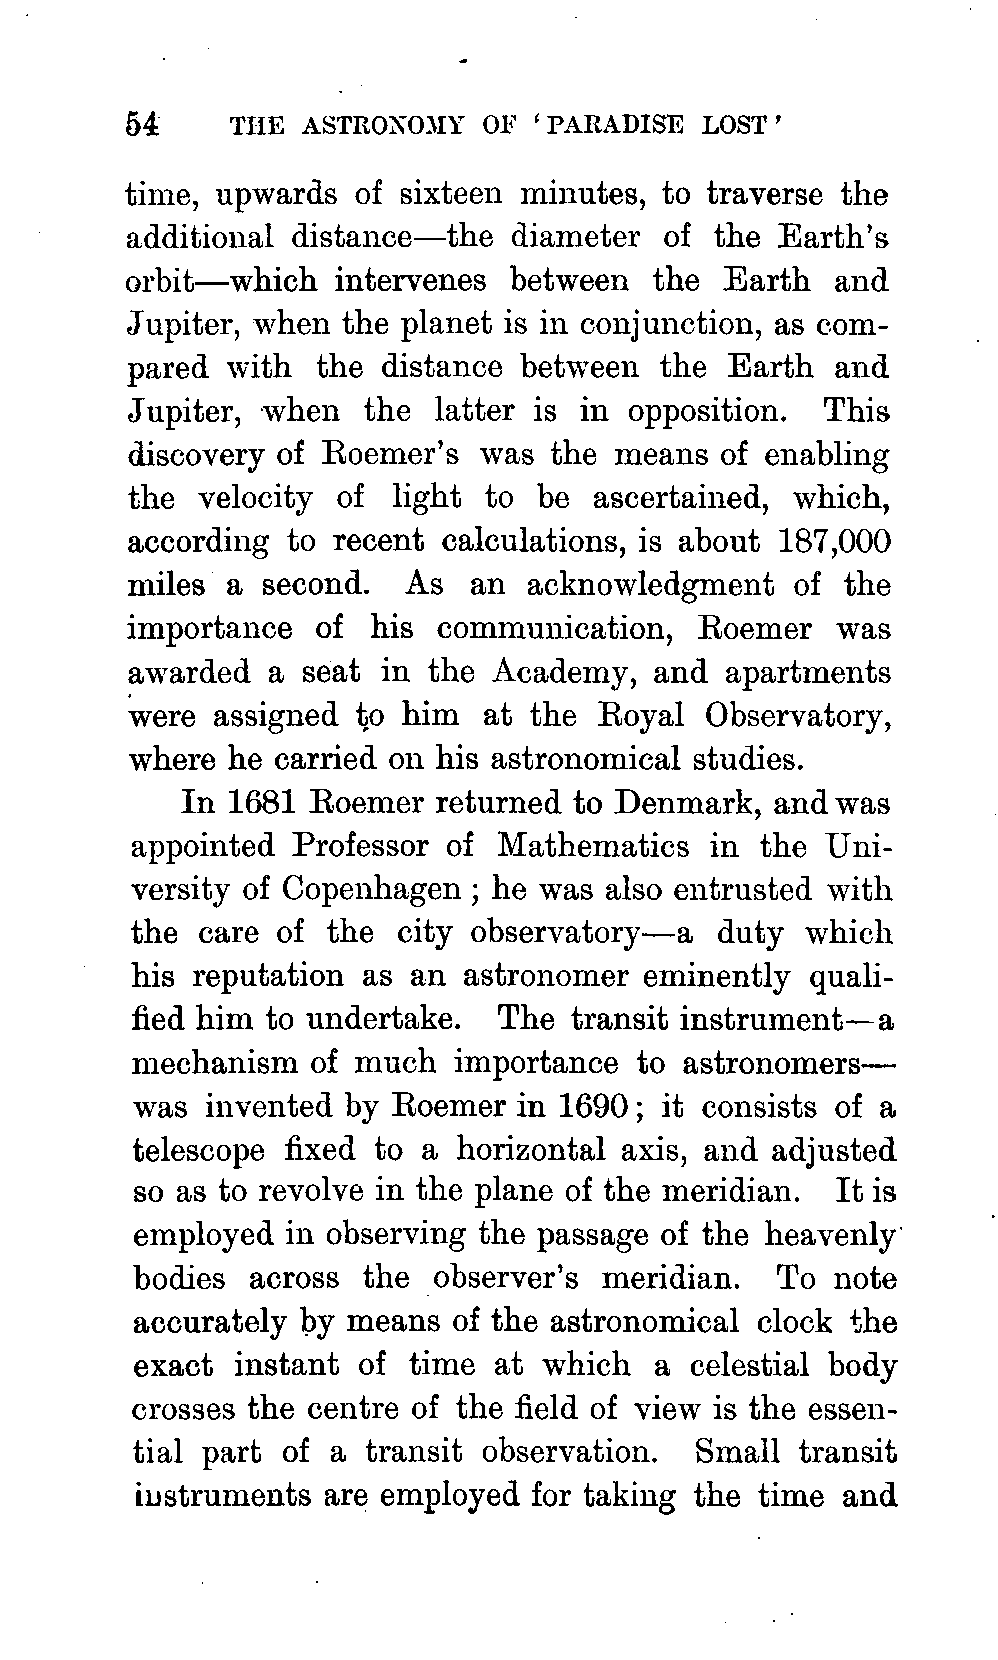 54 THE ASTRONOMY OF ‘PARADISE LOST’
time, upwards of sixteen minutes, to traverse the
additional distance—the diameter of the Earth’s
orbit—which intervenes between the Earth and
Jupiter, when the planet is in conjunction, as com-
pared with the distance between the Earth and
Jupiter, when the latter is in opposition. This
discovery of Roemer’s was the means of enabling
the velocity of light to be ascertained, which,
according to recent calculations, is about 187,000
miles a second. As an acknowledgment of the
importance of his communication, Roemer was
awarded a seat in the Academy, and apartments
were assigned to him at the Royal Observatory,
where he carried on his astronomical studies.
In 1681 Roemer returned to Denmark, and was
appointed Professor of Mathematics in the Uni-
versity of Copenhagen ; he was also entrusted with
the care of the city observatory—a duty which
his reputation as an astronomer eminently quali-
fied him to undertake. The transit instrument—a
mechanism of much importance to astronomers—
was invented by Roemer in 1690 ; it consists of a
telescope fixed to a horizontal axis, and adjusted
so as to revolve in the plane of the meridian. It is
employed in observing the passage of the heavenly
bodies across the observer’s meridian. To note
accurately by means of the astronomical clock the
exact instant of time at which a celestial body
crosses the centre of the field of view is the essen-
tial part of a transit observation. Small transit
instruments are employed for taking the time and